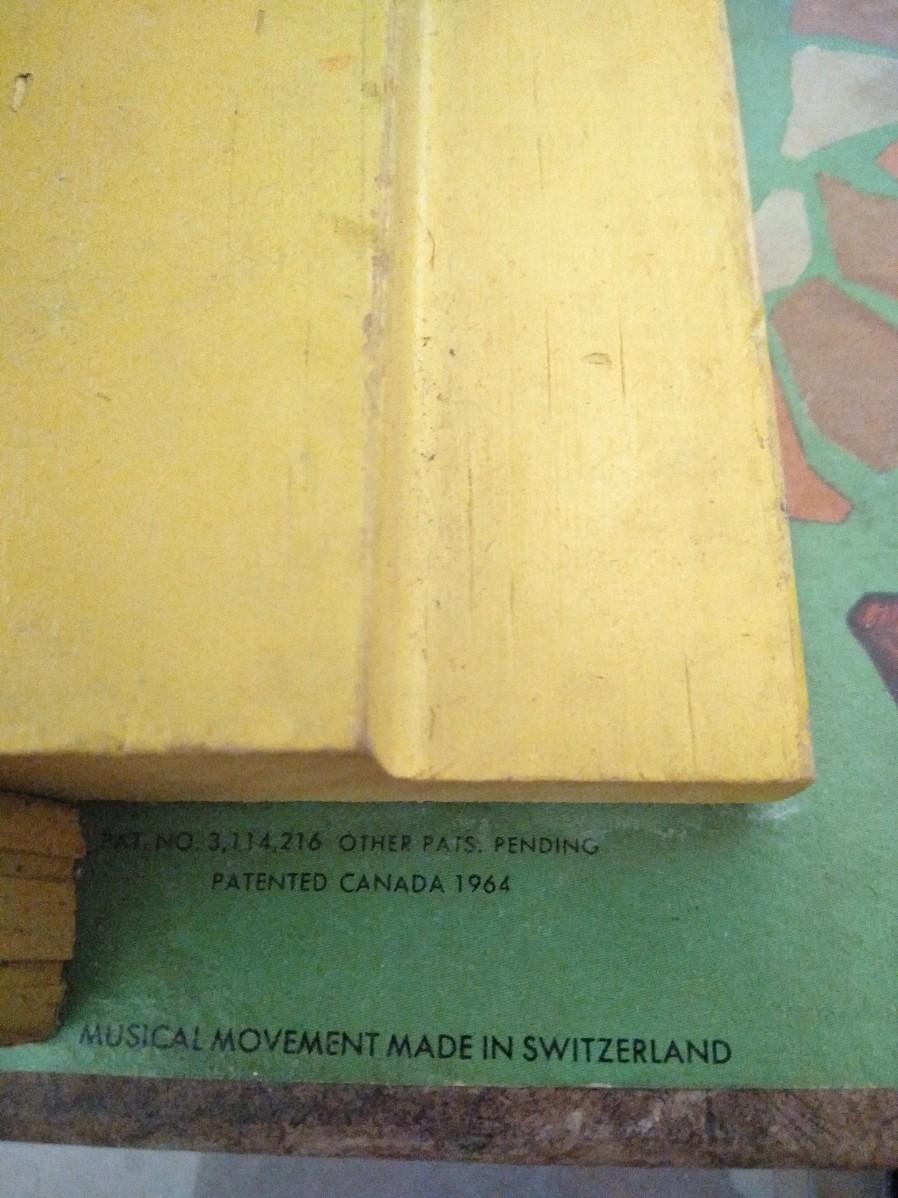 PAT. NO. 3,114,216 OTHER PATS. PENDING
PATENTED CANADA 1964
MUSICAL MOVEMENT MADE IN SWITZERLAND